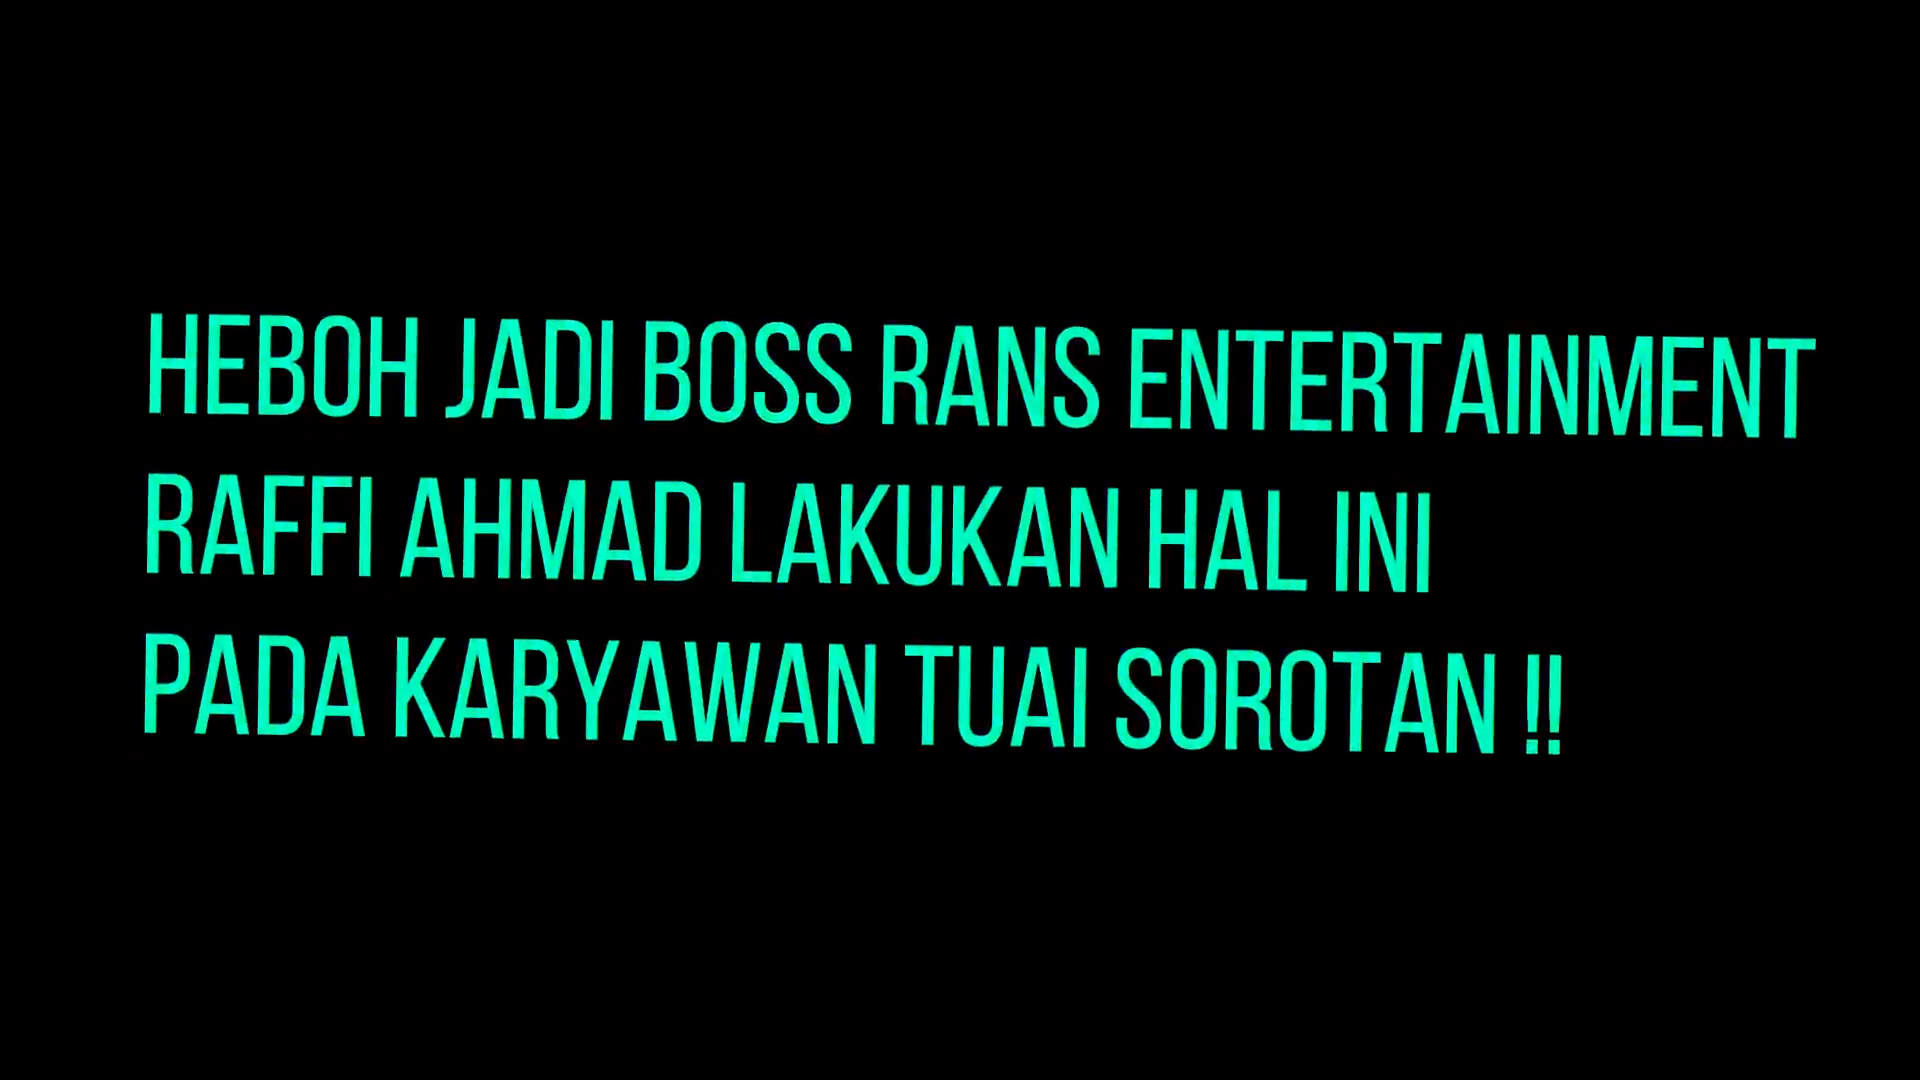 HEBOH JADI BOSS RANS ENTERTAINMENT
RAFFI AHMAD LAKUKAN HAL INI
PADA KARYAWAN TUAI SOROTAN !!